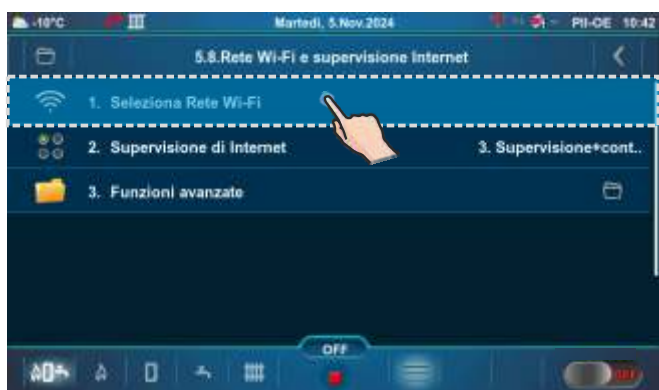 -10°C Martedì, 5.Nov.2024 PII-OE 10:42
5.8.Rete Wi-Fi e supervisione Internet
1. Seleziona Rete Wi-Fi
2. Supervisione di Internet 3. Supervisione+cont..
3. Funzioni avanzate
OFF
OFF